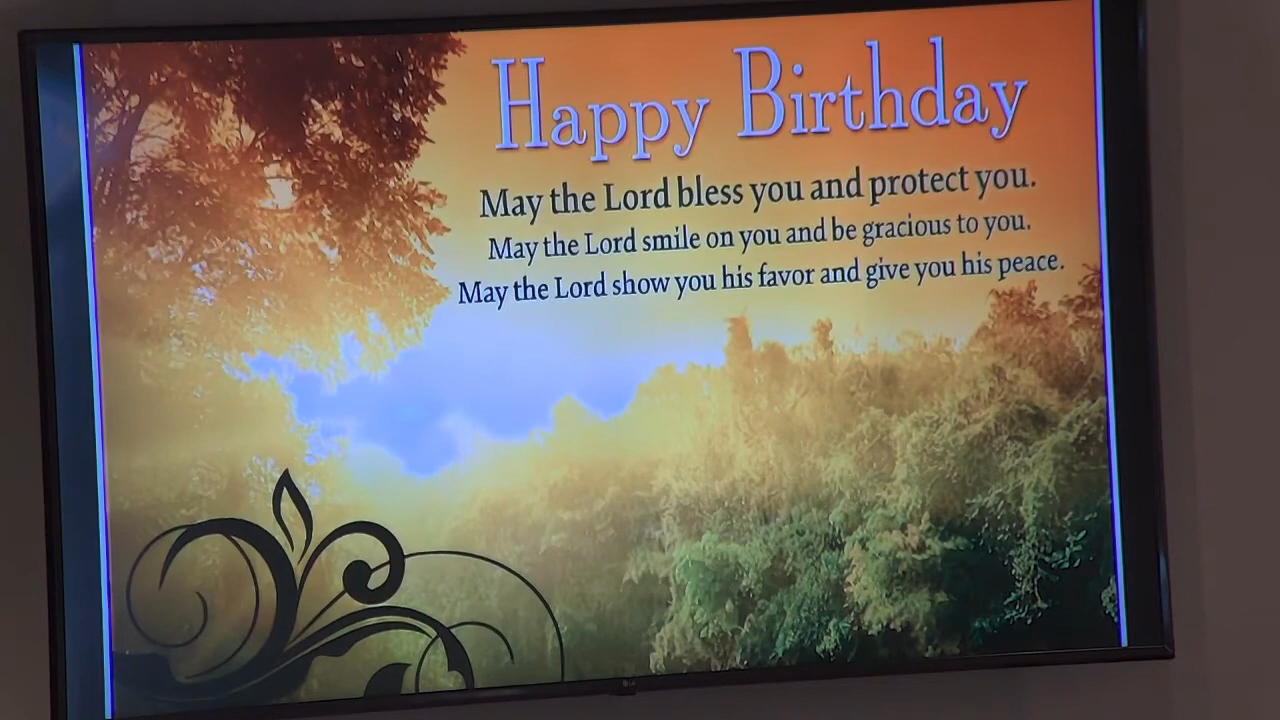 Happy Birthday
May the Lord bless you and protect you.
May the Lord smile on you and be gracious to you.
May the Lord show you his favor and give you his peace.
LG